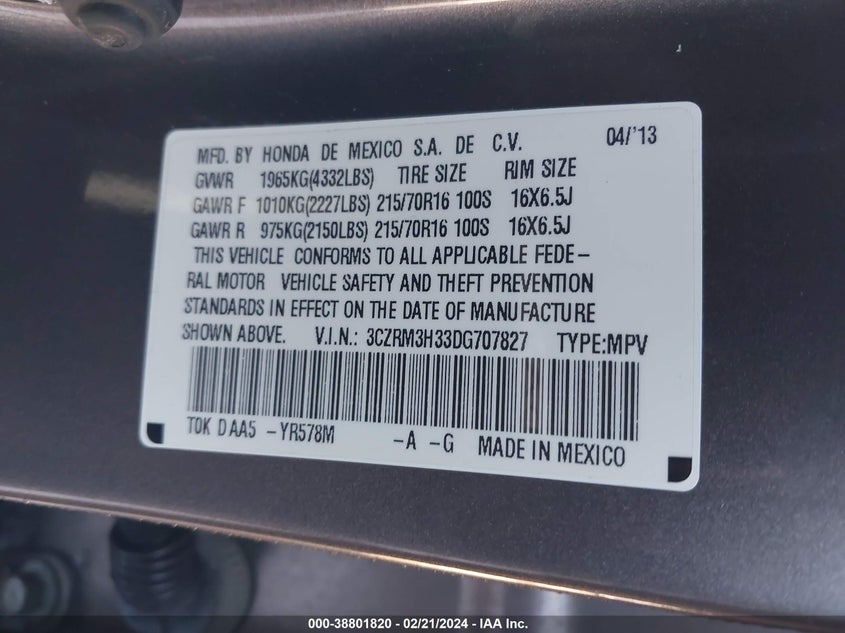 MFD. BY HONDA DE MEXICO S.A. DE C.V. 04/'13
GVWR 1965KG(4332LBS) TIRE SIZE RIM SIZE
GAWR F 1010KG(2227LBS) 215/70R16 100S 16X6.5J
GAWR R 975KG(2150LBS) 215/70R16 100S 16X6.5J
THIS VEHICLE CONFORMS TO ALL APPLICABLE FEDE-
RAL MOTOR VEHICLE SAFETY AND THEFT PREVENTION
STANDARDS IN EFFECT ON THE DATE OF MANUFACTURE
SHOWN ABOVE. V.I.N.: 3CZRM3H33DG707827 TYPE:MPV
T0K D AA5 -YR578M -A -G MADE IN MEXICO
000-38801820 - 02/21/2024 - IAA Inc.